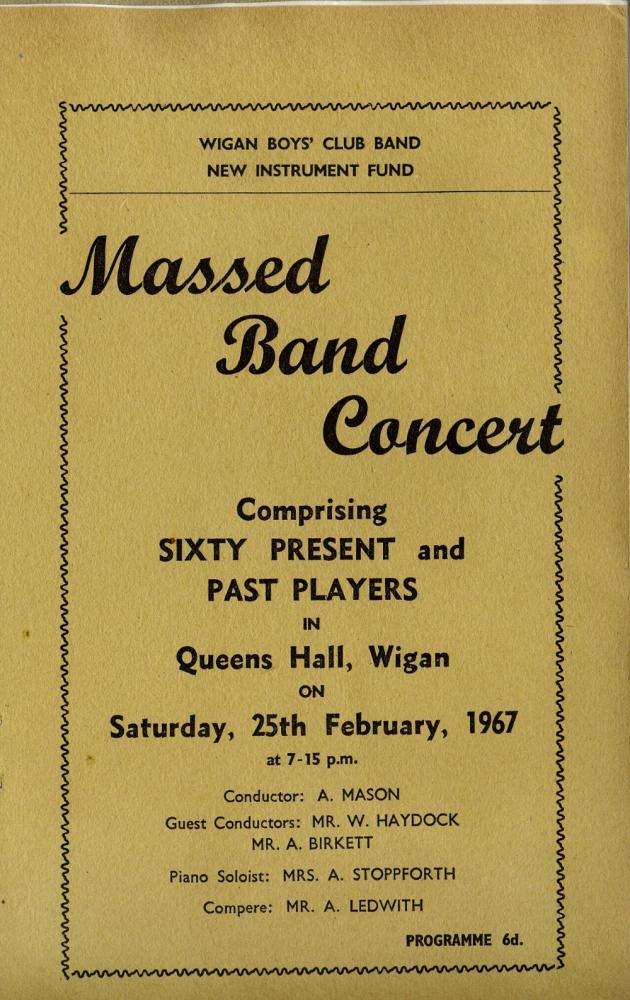 WIGAN BOYS' CLUB BAND
NEW INSTRUMENT FUND
Massed
Band
Concert
Comprising
SIXTY PRESENT and
PAST PLAYERS
IN
Queens Hall, Wigan
ON
Saturday, 25th February, 1967
at 7-15 p.m.
Conductor: A. MASON
Guest Conductors: MR. W. HAYDOCK
MR. A. BIRKETT
Piano Soloist: MRS. A. STOPPFORTH
Compere: MR. A. LEDWITH
PROGRAMME 6d.